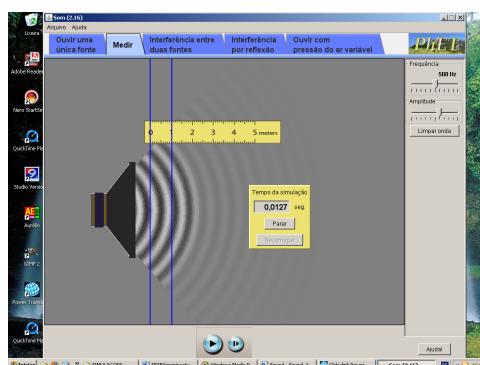 Som (2.16)
Lixeira
Arquivo Ajuda
Ouvir uma
única fonte
Medir
Interferência entre
duas fontes
Interferência
por reflexão
Ouvir com
pressão do ar variável
PhET
Adobe Reader
Nero StartSm
QuickTime Pla
Studio Versio
Aurélio
GIMP 2
Power Transla
QuickTime Pla
Frequência
500 Hz
Amplitude
Limpar onda
0 1 2 3 4 5 meters
Tempo da simulação
0,0127 seg.
Parar
Recomeçar
Ajuda!
Iniciar